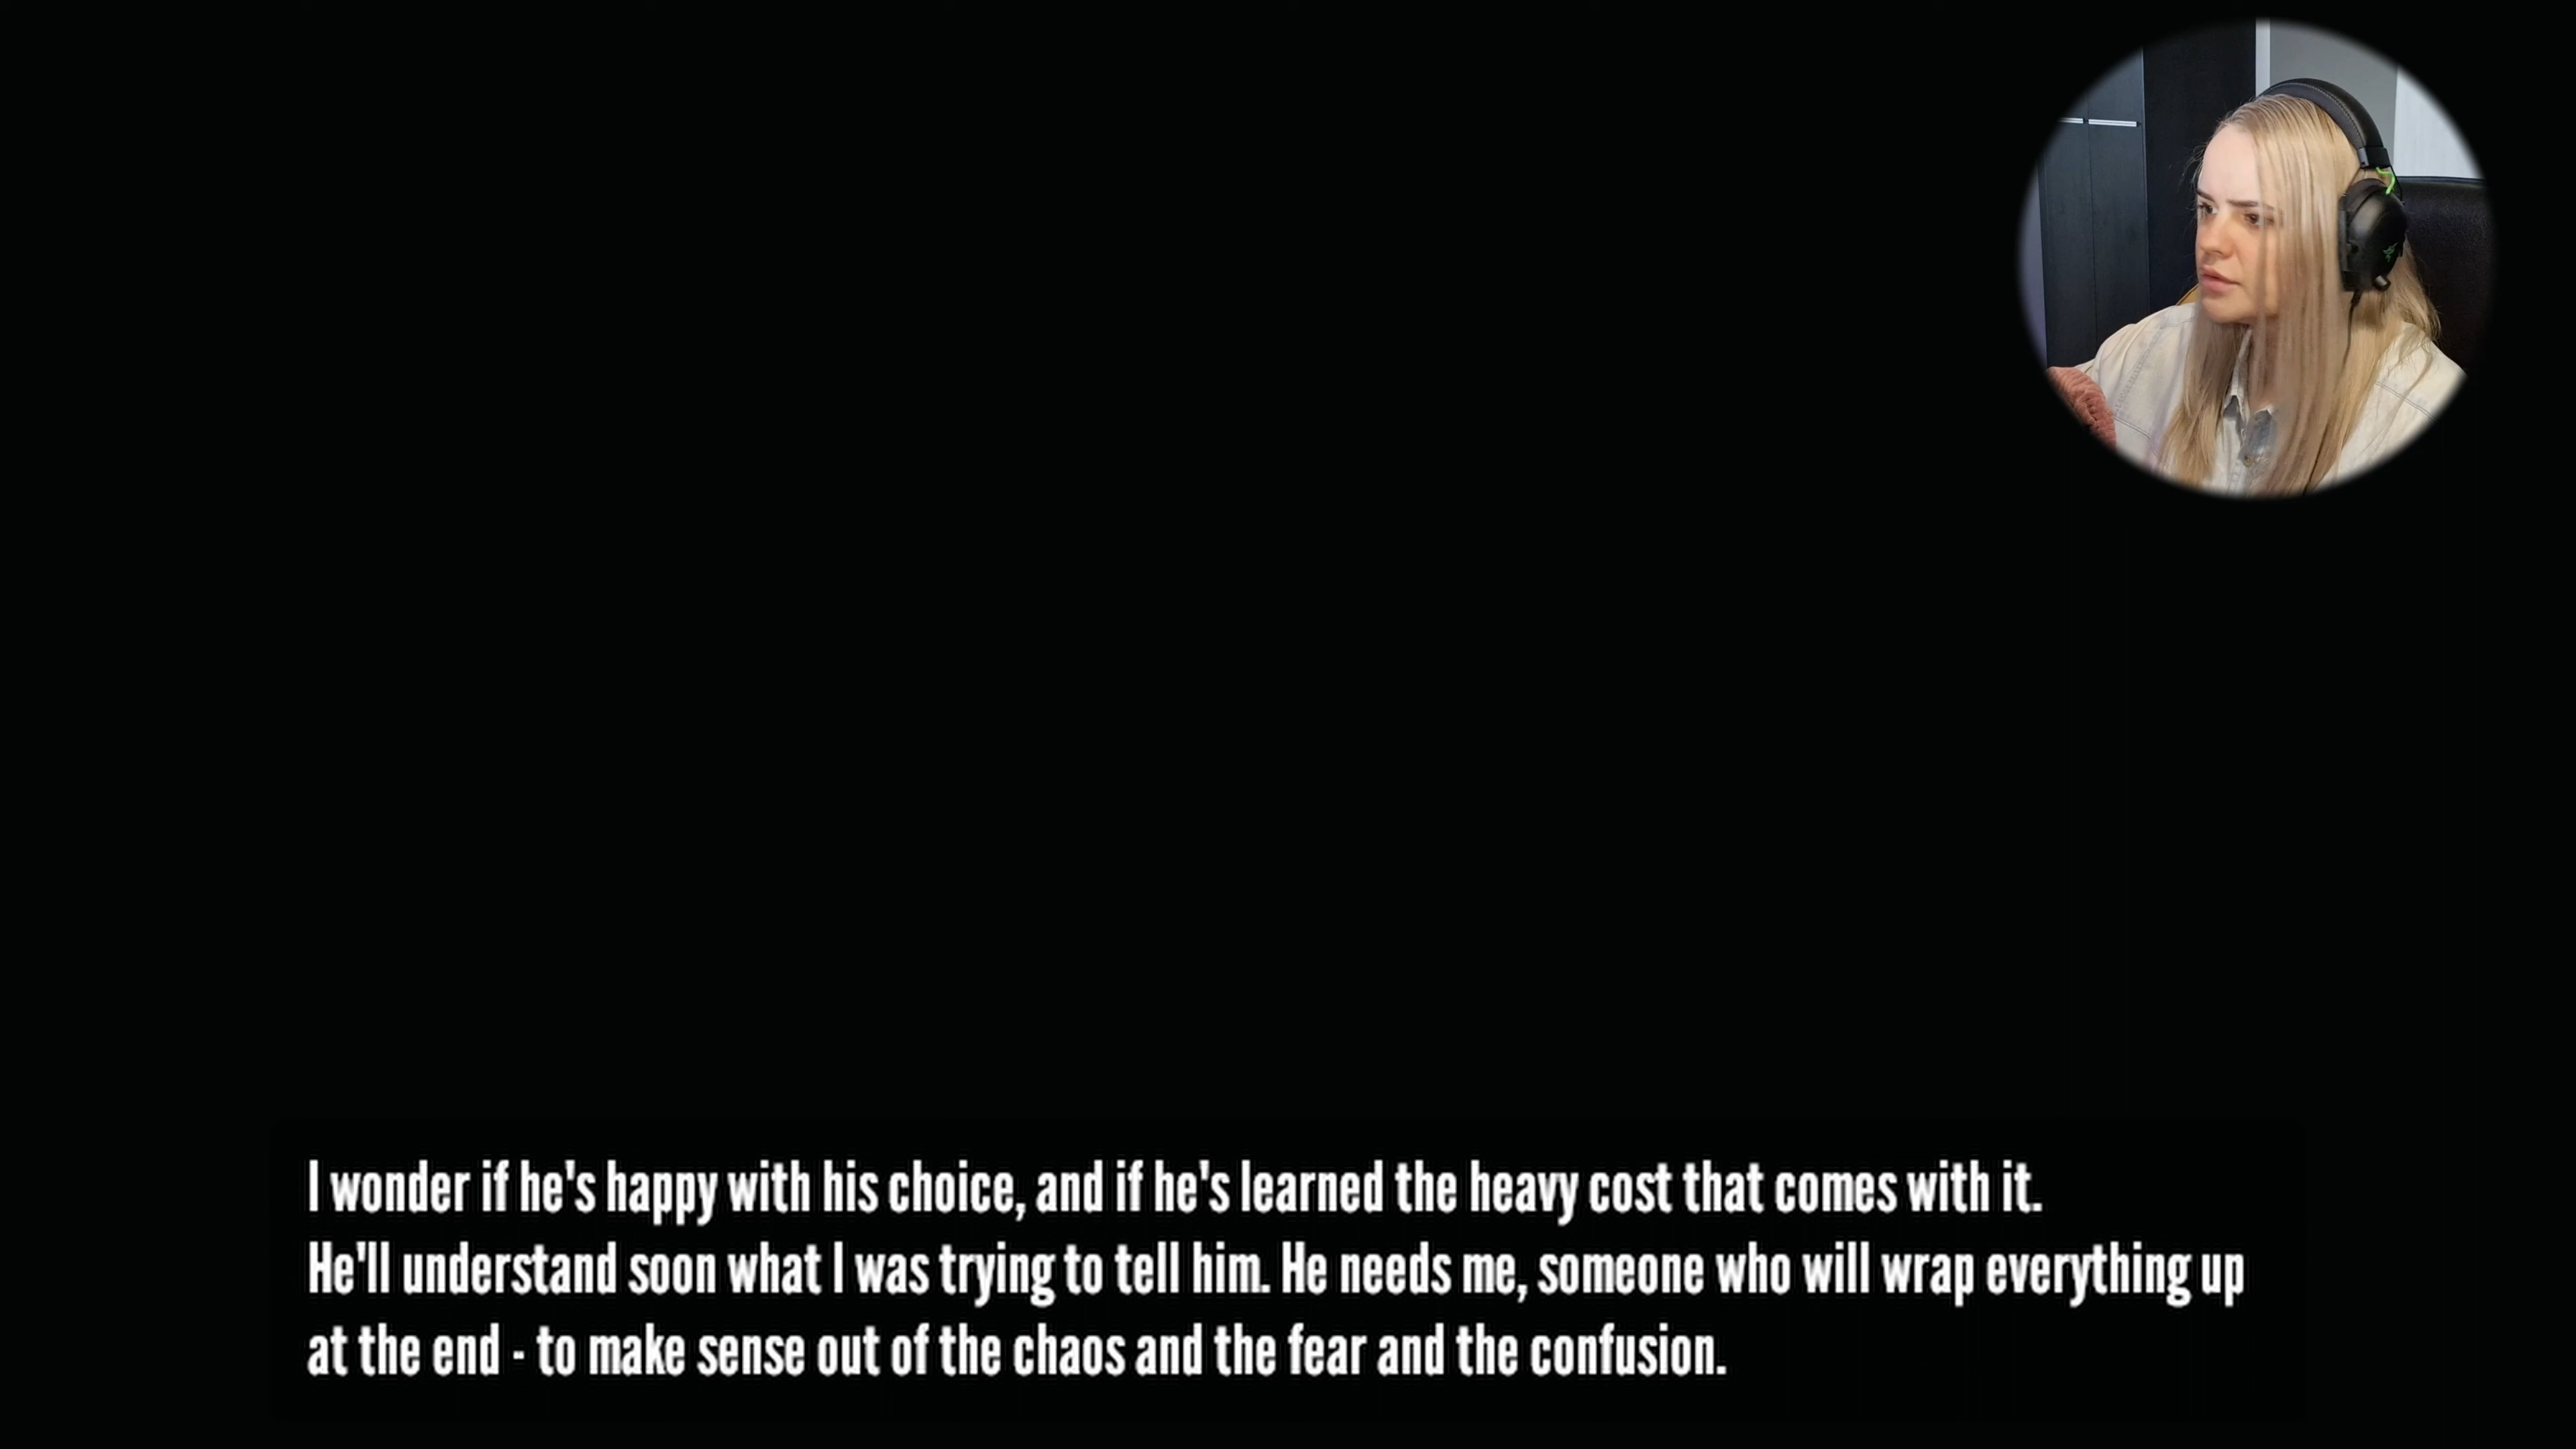 I wonder if he's happy with his choice, and if he's learned the heavy cost that comes with it.
He'll understand soon what I was trying to tell him. He needs me, someone who will wrap everything up
at the end - to make sense out of the chaos and the fear and the confusion.